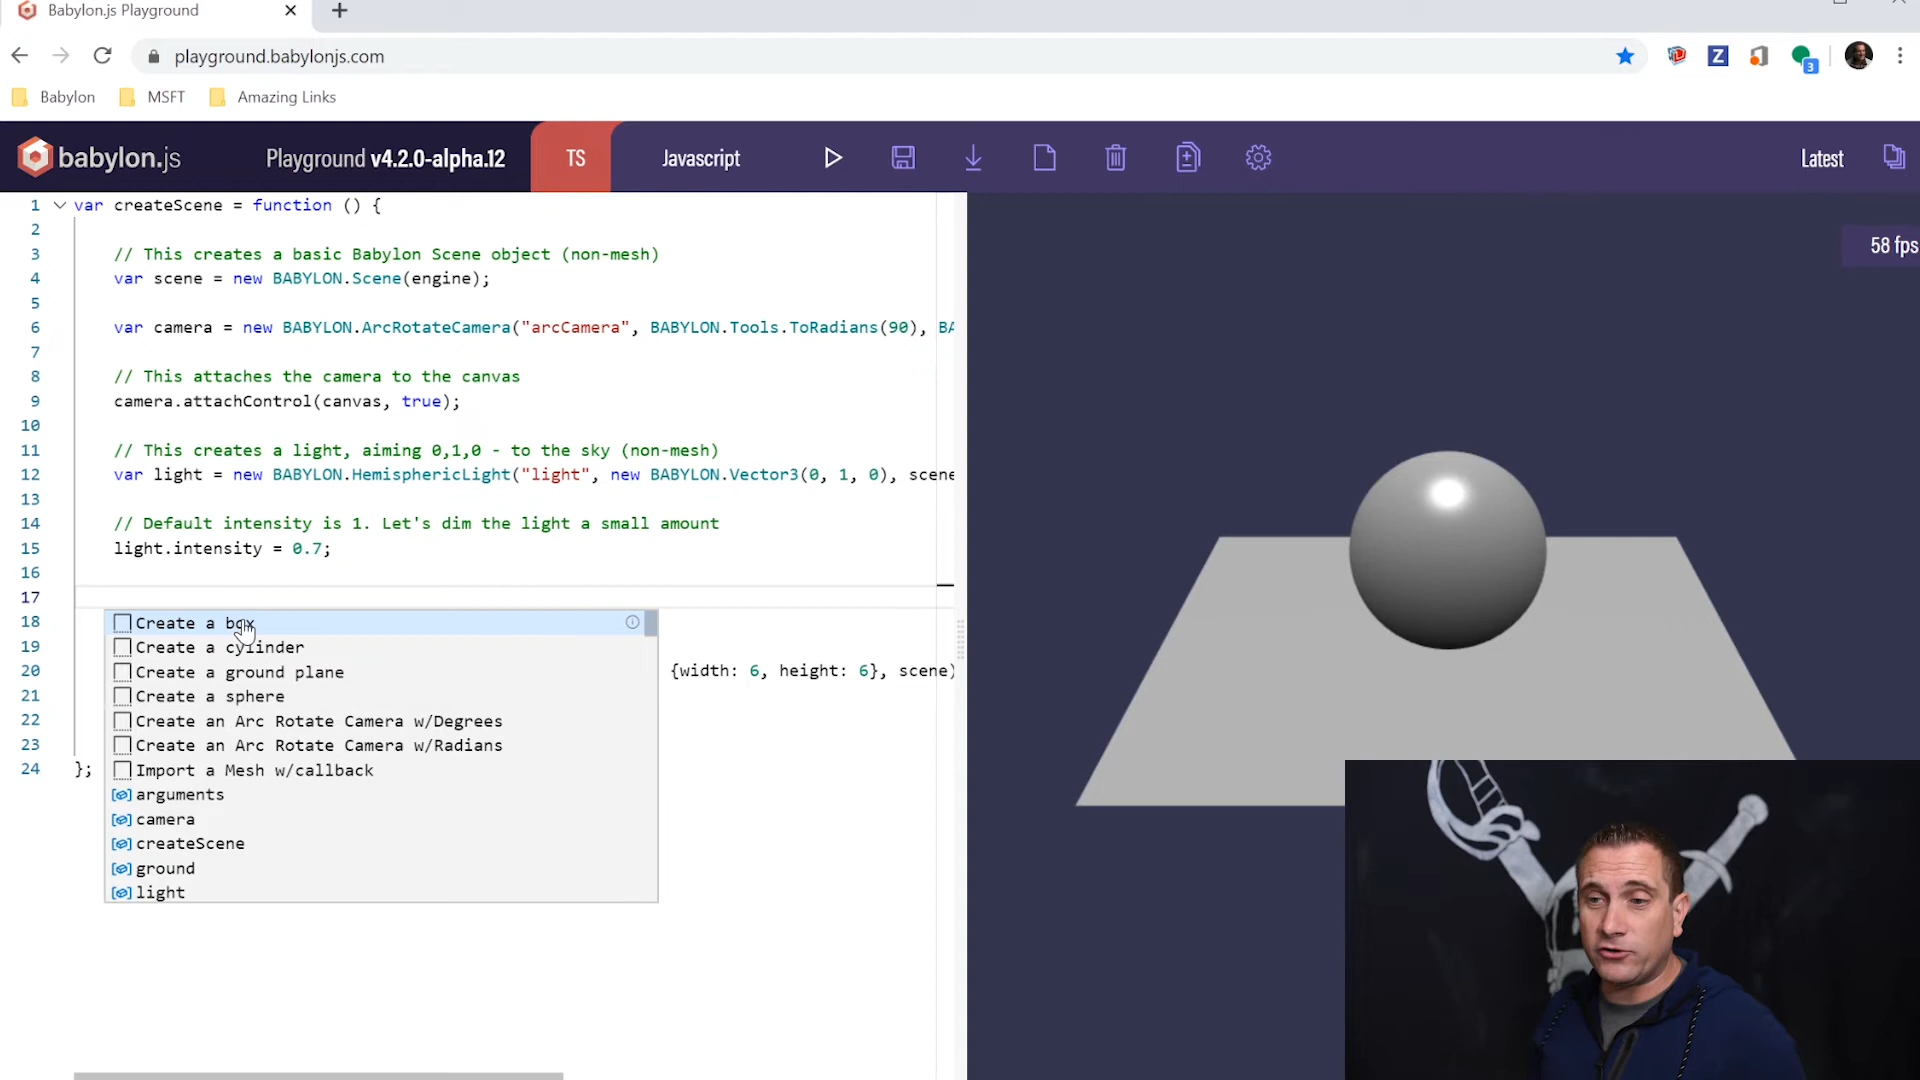 Babylon.js Playground
playground.babylonjs.com
3
Babylon MSFT Amazing Links
babylon.js Playground v4.2.0-alpha.12 TS Javascript Latest
1 var createScene = function () {
2
3 // This creates a basic Babylon Scene object (non-mesh)
4 var scene = new BABYLON.Scene(engine);
5
6 var camera = new BABYLON.ArcRotateCamera("arcCamera", BABYLON.Tools.ToRadians(90), BA
7
8 // This attaches the camera to the canvas
9 camera.attachControl(canvas, true);
10
11 // This creates a light, aiming 0,1,0 - to the sky (non-mesh)
12 var light = new BABYLON.HemisphericLight("light", new BABYLON.Vector3(0, 1, 0), scene
13
14 // Default intensity is 1. Let's dim the light a small amount
15 light.intensity = 0.7;
16
17
18 Create a box
19 Create a cylinder
20 Create a ground plane {width: 6, height: 6}, scene)
21 Create a sphere
22 Create an Arc Rotate Camera w/Degrees
23 Create an Arc Rotate Camera w/Radians
24 }; Import a Mesh w/callback
arguments
camera
createScene
ground
light
58 fps
Z